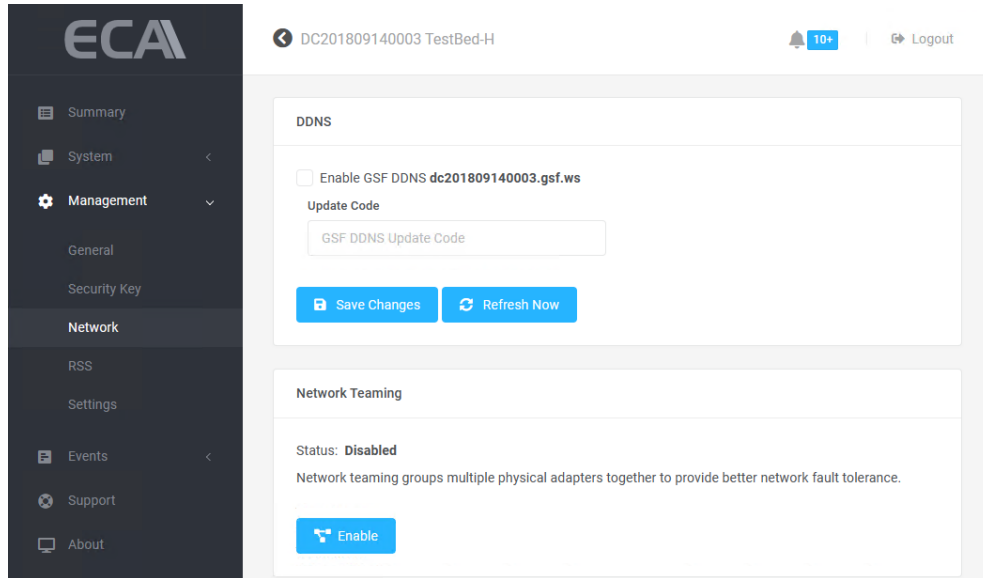 ECA
DC201809140003 TestBed-H
10+
Logout
Summary
System
Management
General
Security Key
Network
RSS
Settings
Events
Support
About
DDNS
Enable GSF DDNS dc201809140003.gsf.ws
Update Code
GSF DDNS Update Code
Save Changes
Refresh Now
Network Teaming
Status: Disabled
Network teaming groups multiple physical adapters together to provide better network fault tolerance.
Enable